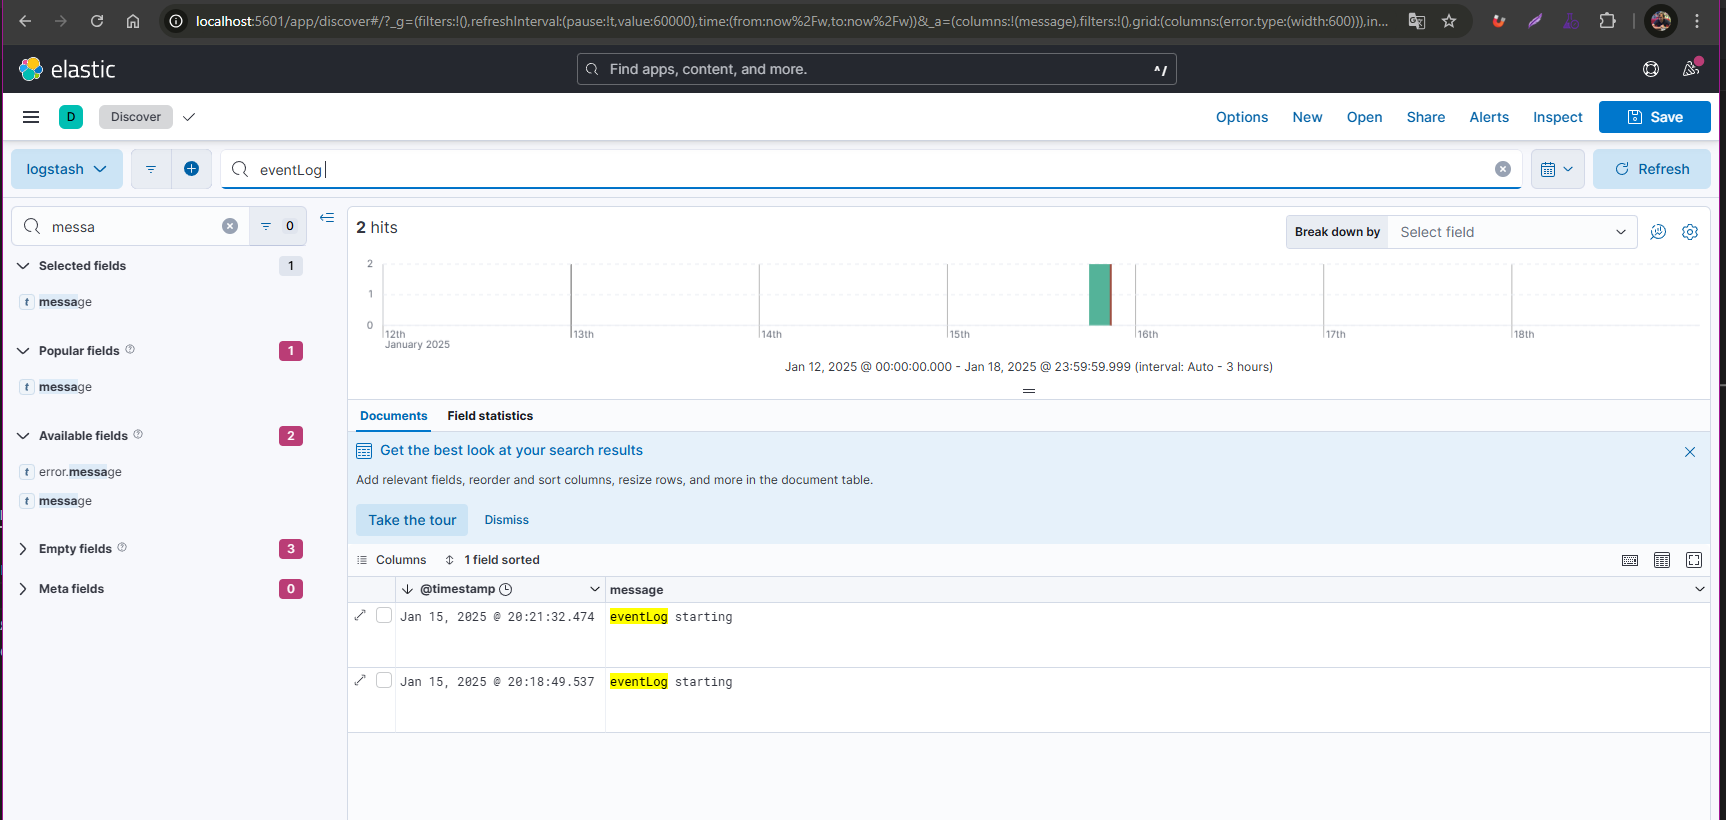 localhost:5601/app/discover#/?_g=(filters:!(),refreshInterval:(pause:!t,value:60000),time:(from:now%2Fw,to:now%2Fw))&_a=(columns:!(message),filters:!(),grid:(columns:(error.type:(width:600))),in...
elastic
Find apps, content, and more.
^/
D
Discover
Options
New
Open
Share
Alerts
Inspect
Save
logstash
eventLog
Refresh
messa
0
Selected fields
1
t message
Popular fields
1
t message
Available fields
2
t error.message
t message
Empty fields
3
Meta fields
0
2 hits
Break down by
Select field
2
1
0
12th
January 2025
13th
14th
15th
16th
17th
18th
Jan 12, 2025 @ 00:00:00.000 - Jan 18, 2025 @ 23:59:59.999 (interval: Auto - 3 hours)
Documents
Field statistics
Get the best look at your search results
Add relevant fields, reorder and sort columns, resize rows, and more in the document table.
Take the tour
Dismiss
Columns
1 field sorted
@timestamp
message
Jan 15, 2025 @ 20:21:32.474 eventLog starting
Jan 15, 2025 @ 20:18:49.537 eventLog starting